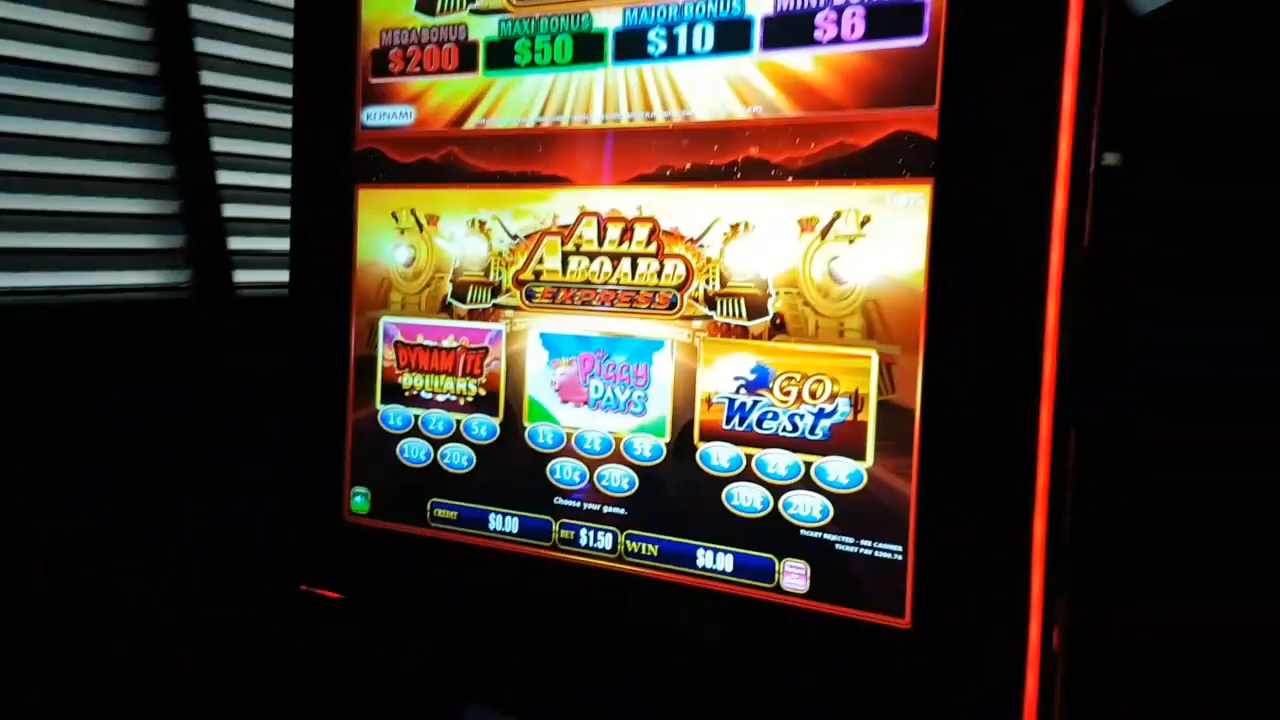 MEGA BONUS
$200
MAXI BONUS
$50
MAJOR BONUS
$10
MINI
$6
KONAMI
ALL
ABOARD
EXPRESS
DYNAMITE
DOLLARS
1¢ 2¢ 5¢
10¢ 20¢
Piggy
PAYS
1¢ 2¢ 5¢
10¢ 20¢
GO
West
1¢ 2¢ 5¢
10¢ 20¢
Choose your game.
TICKET REJECTED - SEE CASHIER
CREDIT $0.00
BET $1.50
WIN $0.00